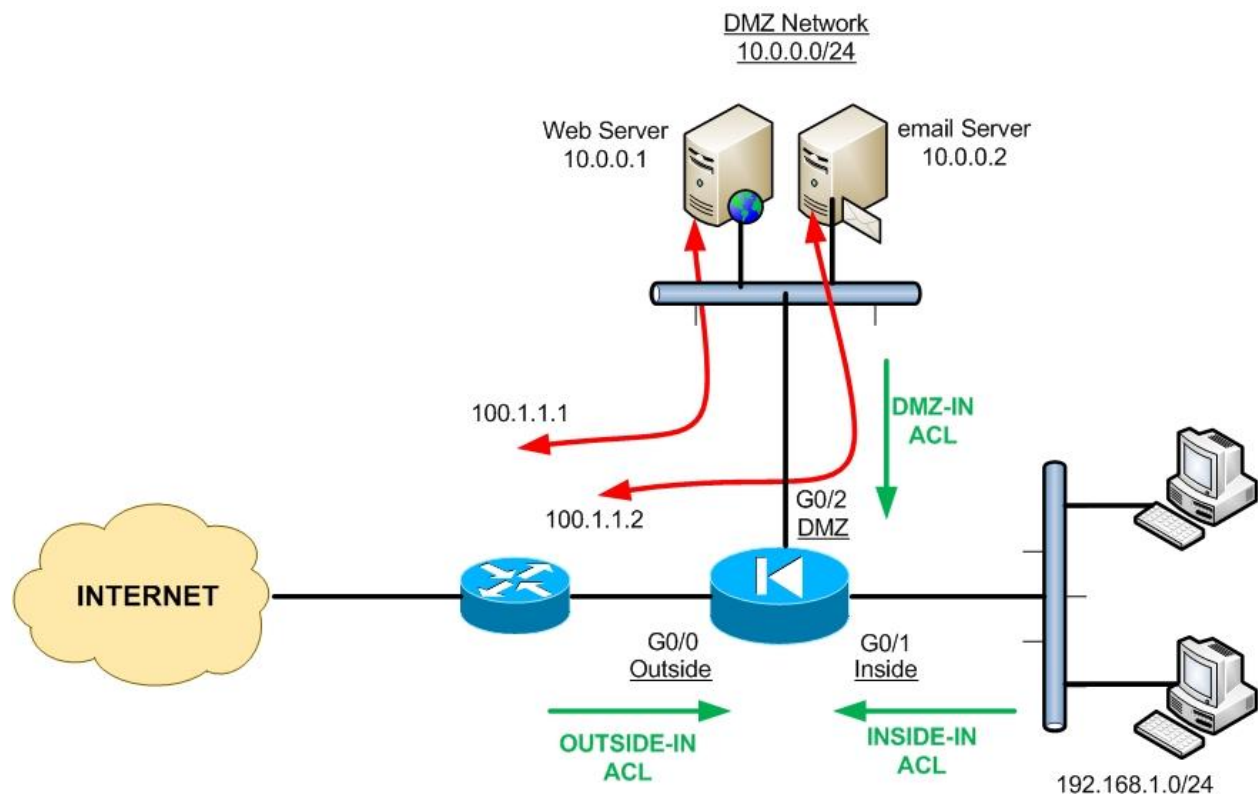 DMZ Network
10.0.0.0/24
Web Server
10.0.0.1
email Server
10.0.0.2
100.1.1.1
100.1.1.2
DMZ-IN
ACL
G0/2
DMZ
INTERNET
G0/0
Outside
G0/1
Inside
OUTSIDE-IN
ACL
INSIDE-IN
ACL
192.168.1.0/24